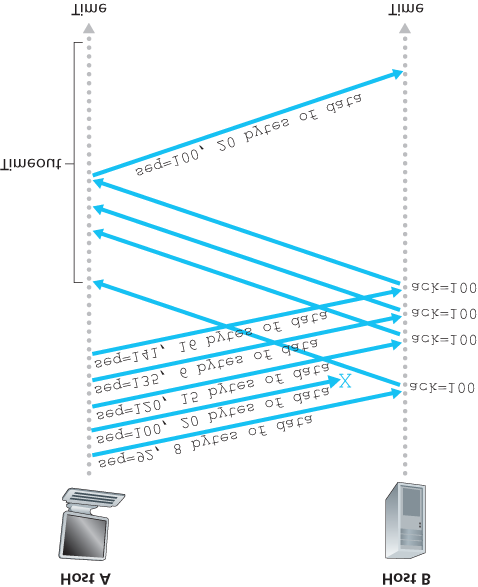 Host A
Host B
seq=92, 8 bytes of data
seq=100, 20 bytes of data
X
seq=120, 15 bytes of data
seq=135, 6 bytes of data
seq=141, 16 bytes of data
ack=100
ack=100
ack=100
ack=100
Timeout
seq=100, 20 bytes of data
Time
Time